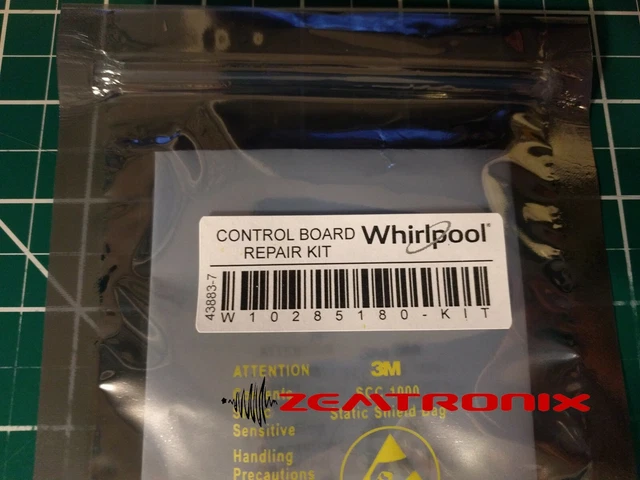 CONTROL BOARD Whirlpool
REPAIR KIT
43883-7
W10285180-KIT
ATTENTION
3M
SCC 1000
ZEMTRONIX
Static Shield Bag
Sensitive
Handling
Precautions